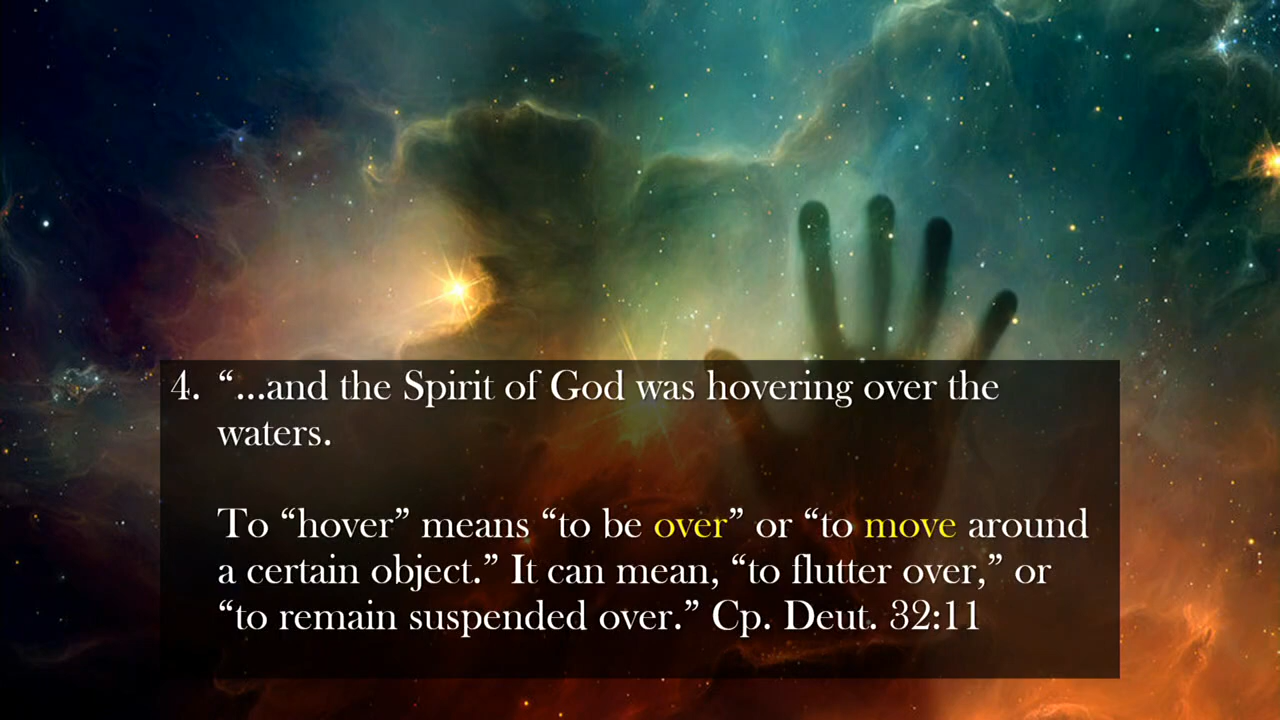 4. “...and the Spirit of God was hovering over the
waters.
To “hover” means “to be over” or “to move around
a certain object.” It can mean, “to flutter over,” or
“to remain suspended over.” Cp. Deut. 32:11